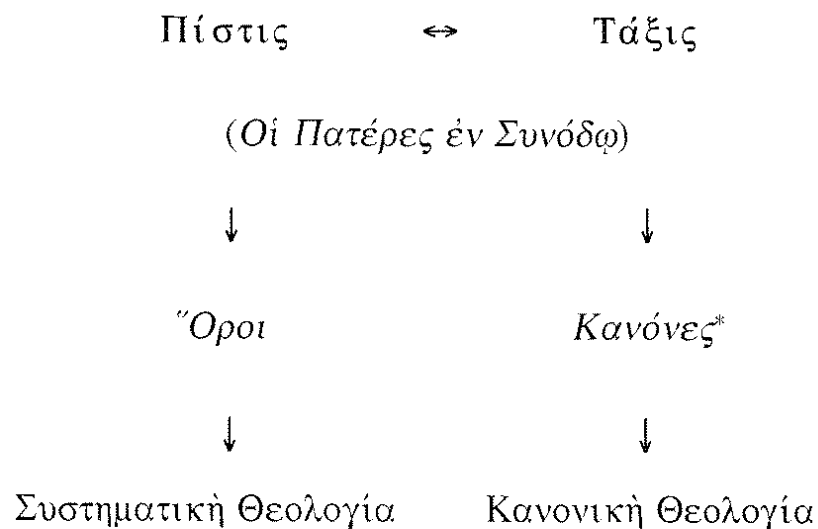 Πίστις ↔ Τάξις
(Οἱ Πατέρες ἐν Συνόδῳ)
↓ ↓
Ὅροι Κανόνες*
↓ ↓
Συστηματικὴ Θεολογία Κανονικὴ Θεολογία